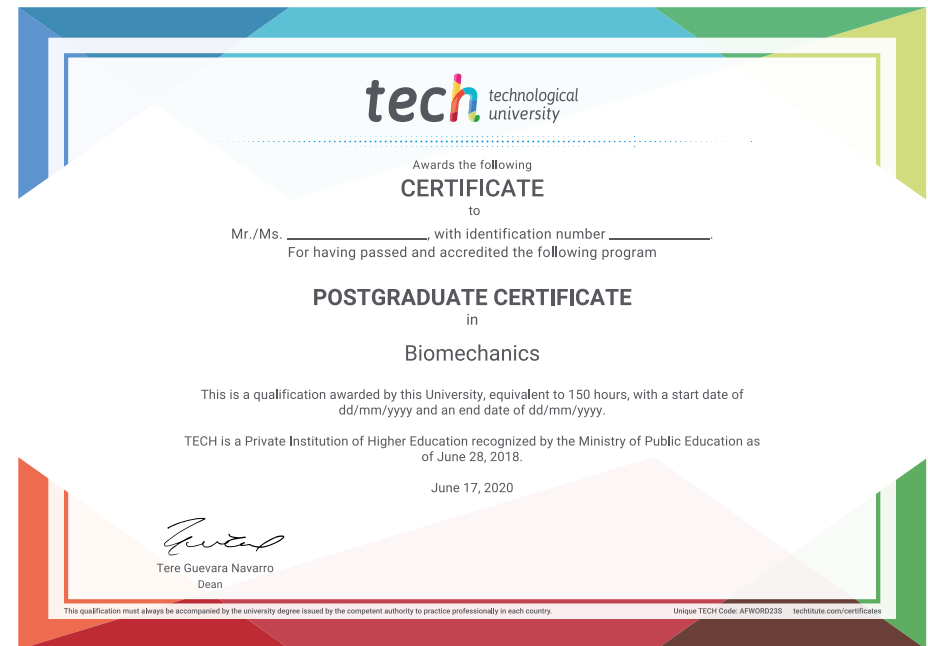 tech technological
university
Awards the following
CERTIFICATE
to
Mr./Ms. ____________________, with identification number ______________.
For having passed and accredited the following program
POSTGRADUATE CERTIFICATE
in
Biomechanics
This is a qualification awarded by this University, equivalent to 150 hours, with a start date of
dd/mm/yyyy and an end date of dd/mm/yyyy.
TECH is a Private Institution of Higher Education recognized by the Ministry of Public Education as
of June 28, 2018.
June 17, 2020
Tere Guevara Navarro
Dean
This qualification must always be accompanied by the university degree issued by the competent authority to practice professionally in each country. Unique TECH Code: AFWORD23S techtitute.com/certificates